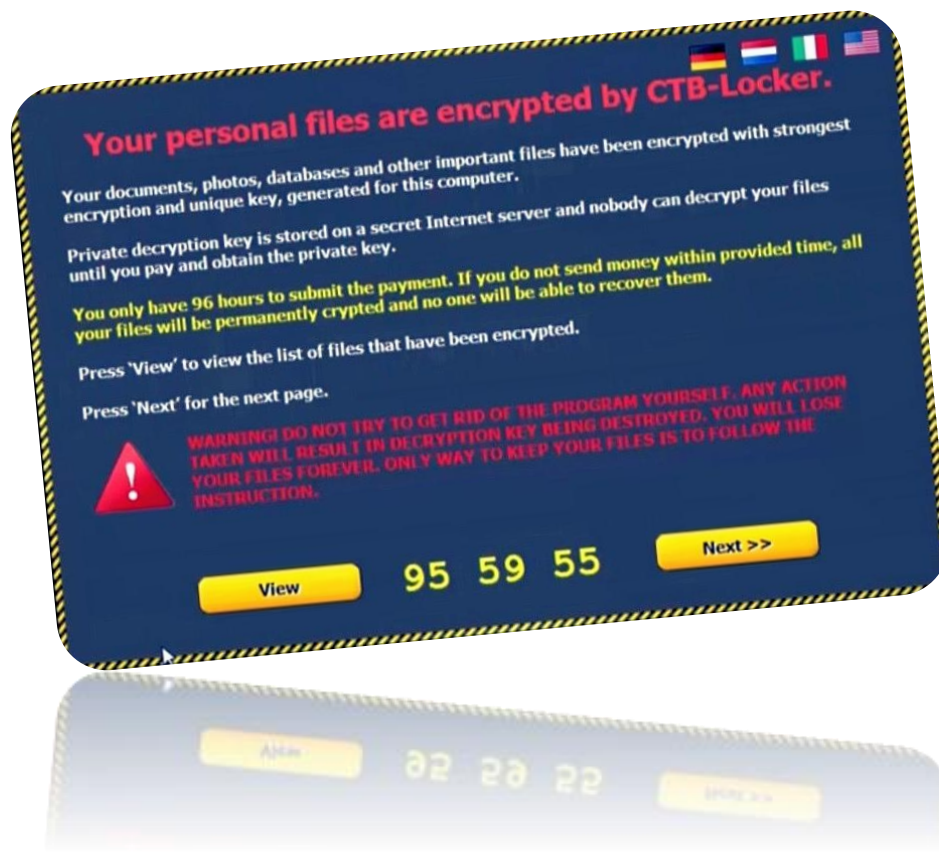 Your personal files are encrypted by CTB-Locker.
Your documents, photos, databases and other important files have been encrypted with strongest
encryption and unique key, generated for this computer.
Private decryption key is stored on a secret Internet server and nobody can decrypt your files
until you pay and obtain the private key.
You only have 96 hours to submit the payment. If you do not send money within provided time, all
your files will be permanently crypted and no one will be able to recover them.
Press 'View' to view the list of files that have been encrypted.
Press 'Next' for the next page.
WARNING! DO NOT TRY TO GET RID OF THE PROGRAM YOURSELF. ANY ACTION
TAKEN WILL RESULT IN DECRYPTION KEY BEING DESTROYED. YOU WILL LOSE
YOUR FILES FOREVER. ONLY WAY TO KEEP YOUR FILES IS TO FOLLOW THE
INSTRUCTION.
View 95 59 55 Next >>